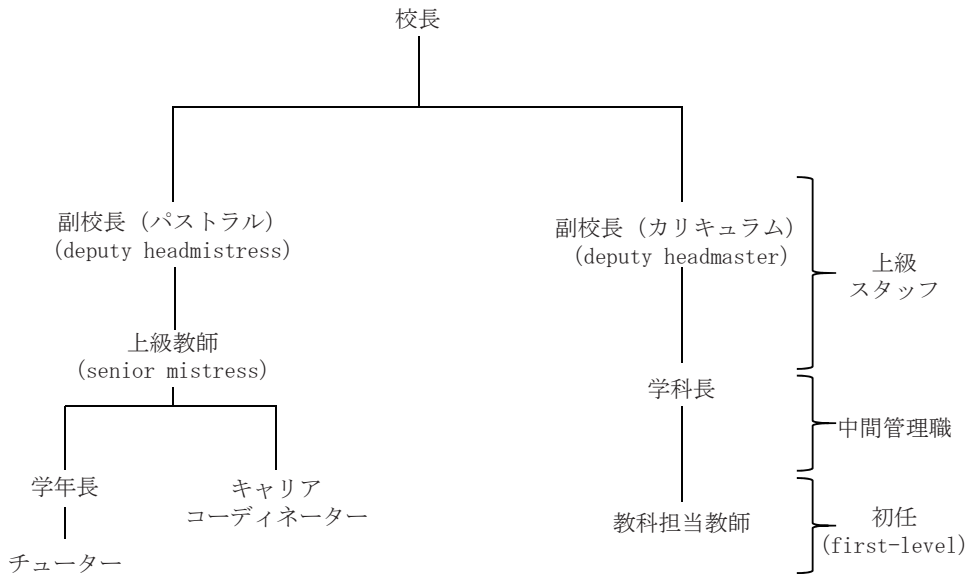 校長
副校長（パストラル）
(deputy headmistress)
副校長（カリキュラム）
(deputy headmaster)
上級
スタッフ
上級教師
(senior mistress)
学科長
中間管理職
学年長
キャリア
コーディネーター
教科担当教師
初任
(first-level)
チューター